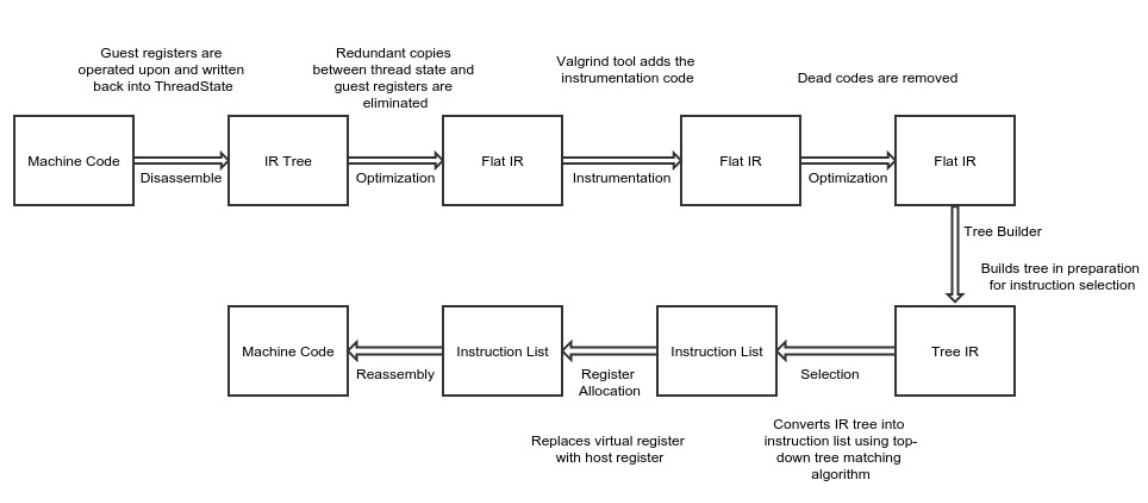 Guest registers are
operated upon and written
back into ThreadState
Redundant copies
between thread state and
guest registers are
eliminated
Valgrind tool adds the
instrumentation code
Dead codes are removed
Machine Code
Disassemble
IR Tree
Optimization
Flat IR
Instrumentation
Flat IR
Optimization
Flat IR
Tree Builder
Builds tree in preparation
for instruction selection
Tree IR
Selection
Converts IR tree into
instruction list using top-
down tree matching
algorithm
Instruction List
Register
Allocation
Replaces virtual register
with host register
Instruction List
Reassembly
Machine Code